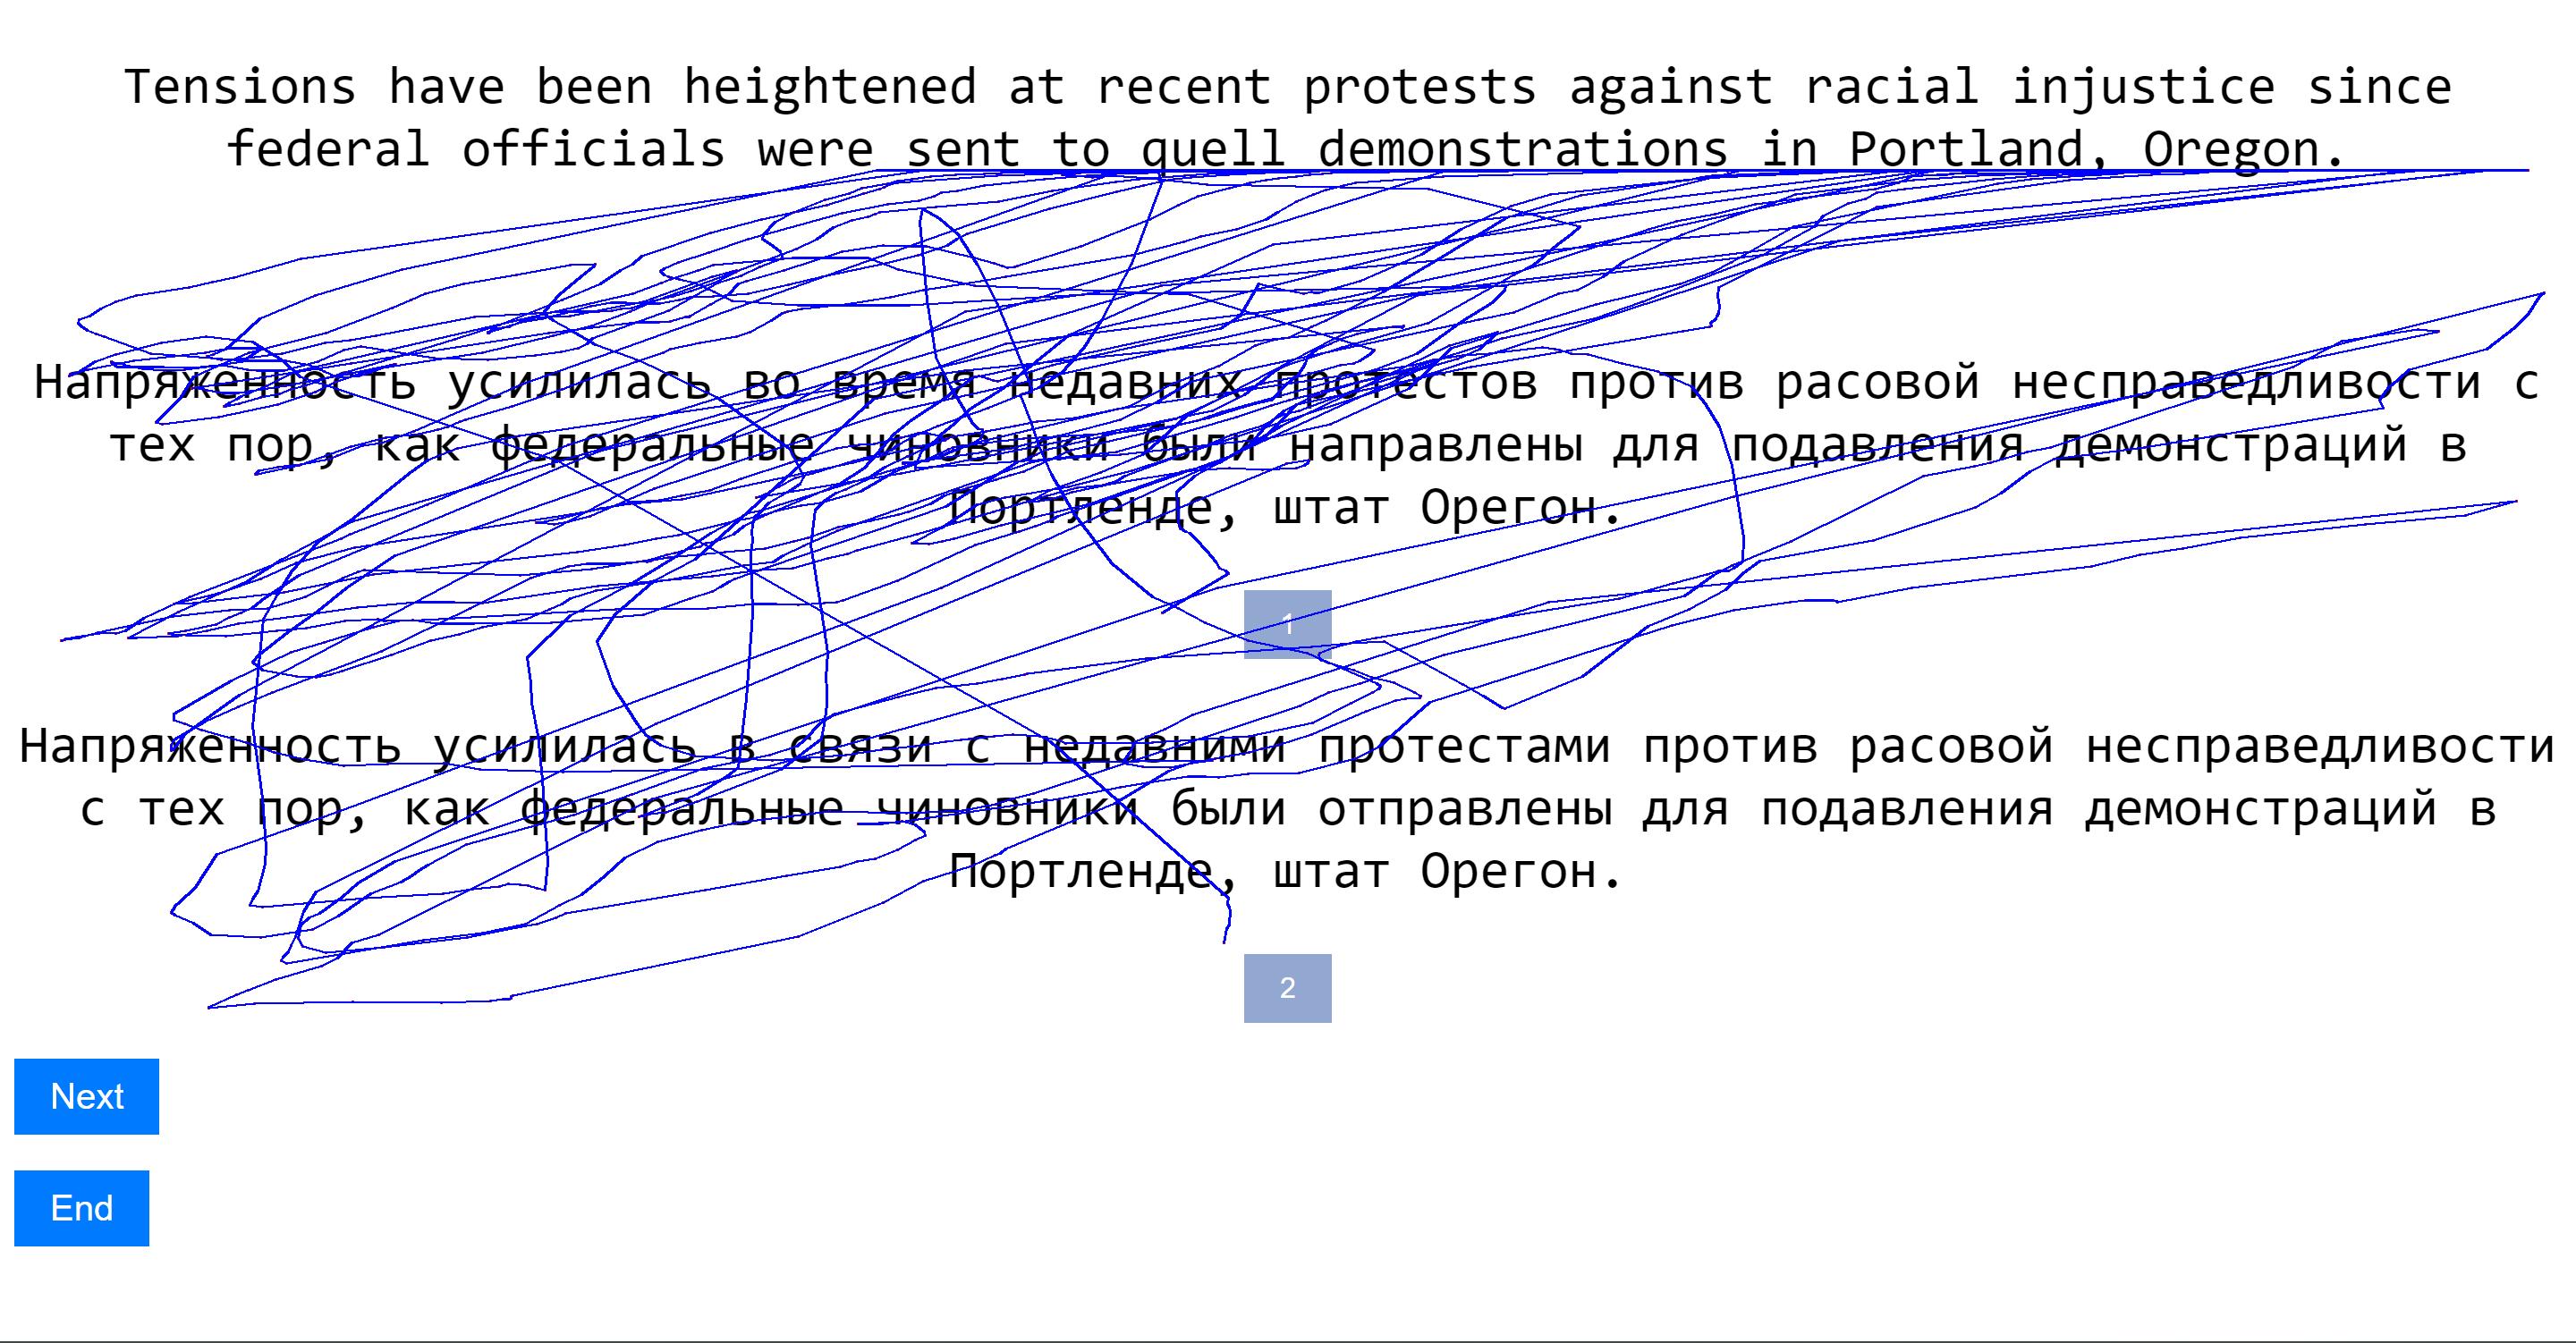 Tensions have been heightened at recent protests against racial injustice since
federal officials were sent to quell demonstrations in Portland, Oregon.
Напряженность усилилась во время недавних протестов против расовой несправедливости с
тех пор, как федеральные чиновники были направлены для подавления демонстраций в
Портленде, штат Орегон.
1
Напряженность усилилась в связи с недавними протестами против расовой несправедливости
с тех пор, как федеральные чиновники были отправлены для подавления демонстраций в
Портленде, штат Орегон.
2
Next
End